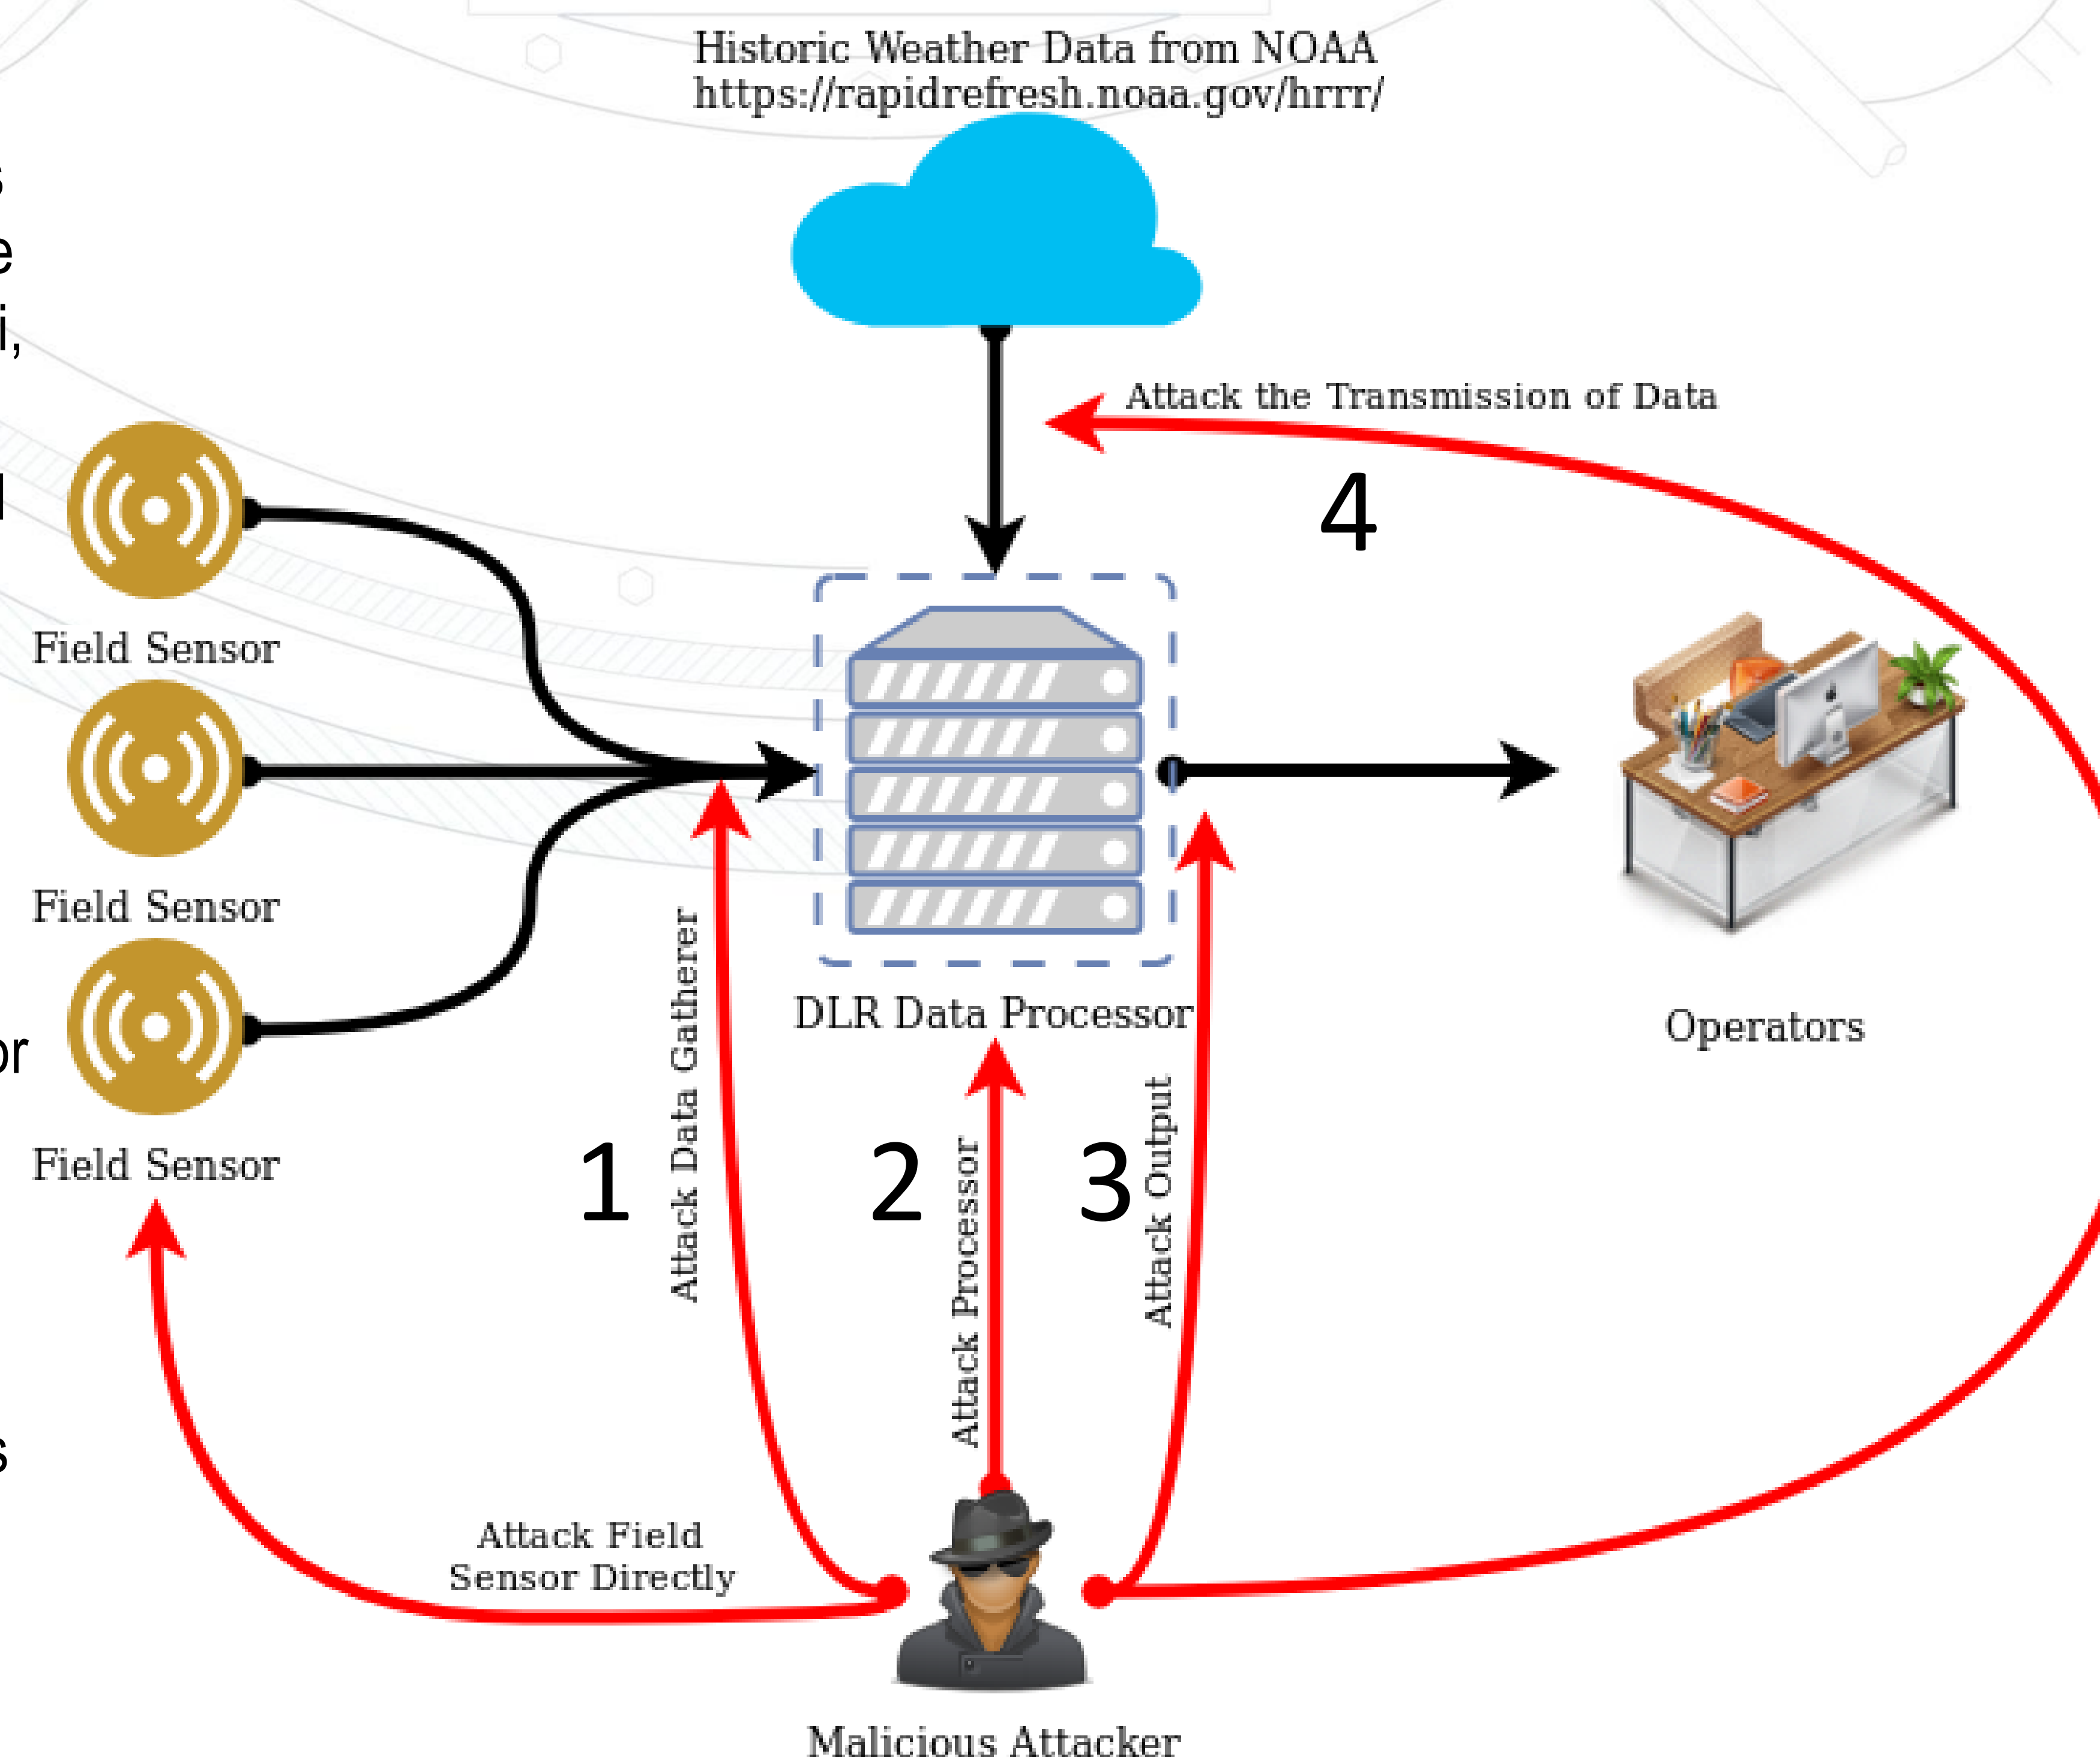 Historic Weather Data from NOAA
https://rapidrefresh.noaa.gov/hrrr/
Attack the Transmission of Data
4
Field Sensor
Field Sensor
Field Sensor
DLR Data Processor
Operators
1
Attack Data Gatherer
2
Attack Processor
3
Attack Output
Attack Field
Sensor Directly
Malicious Attacker